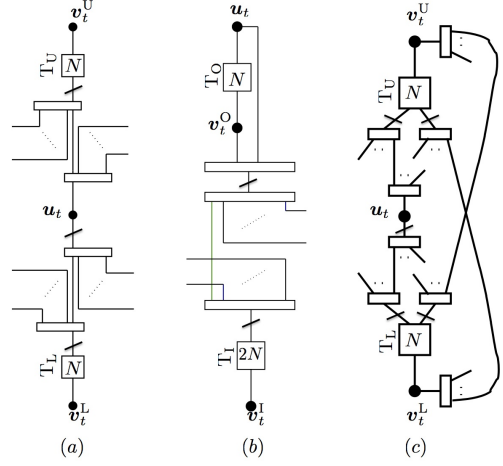 v_t^U
T_U N
u_t
T_L N
v_t^L
(a)
u_t
T_O N
v_t^O
T_I 2N
v_t^I
(b)
v_t^U
T_U N
u_t
T_L N
v_t^L
(c)